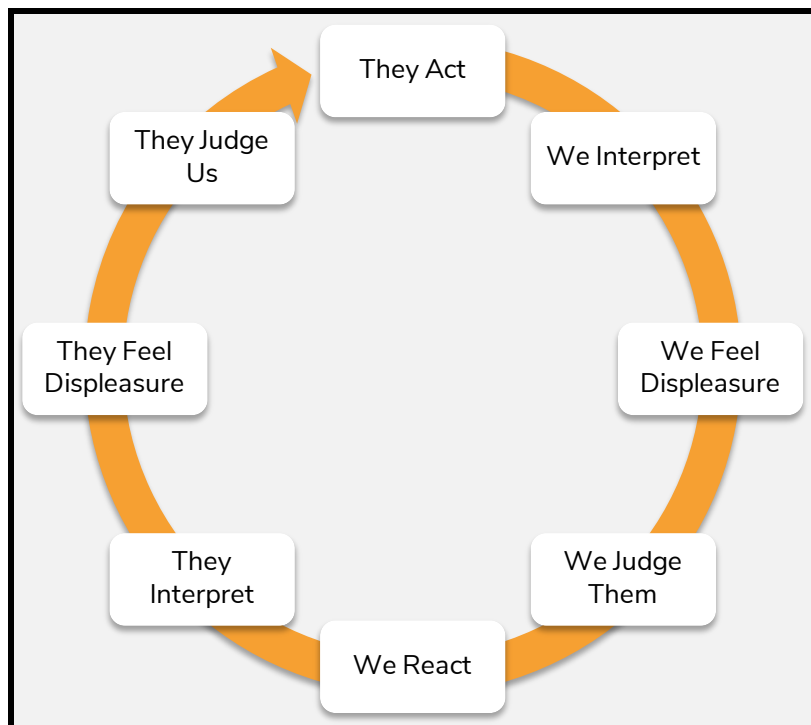 They Act
We Interpret
We Feel
Displeasure
We Judge
Them
We React
They
Interpret
They Feel
Displeasure
They Judge
Us